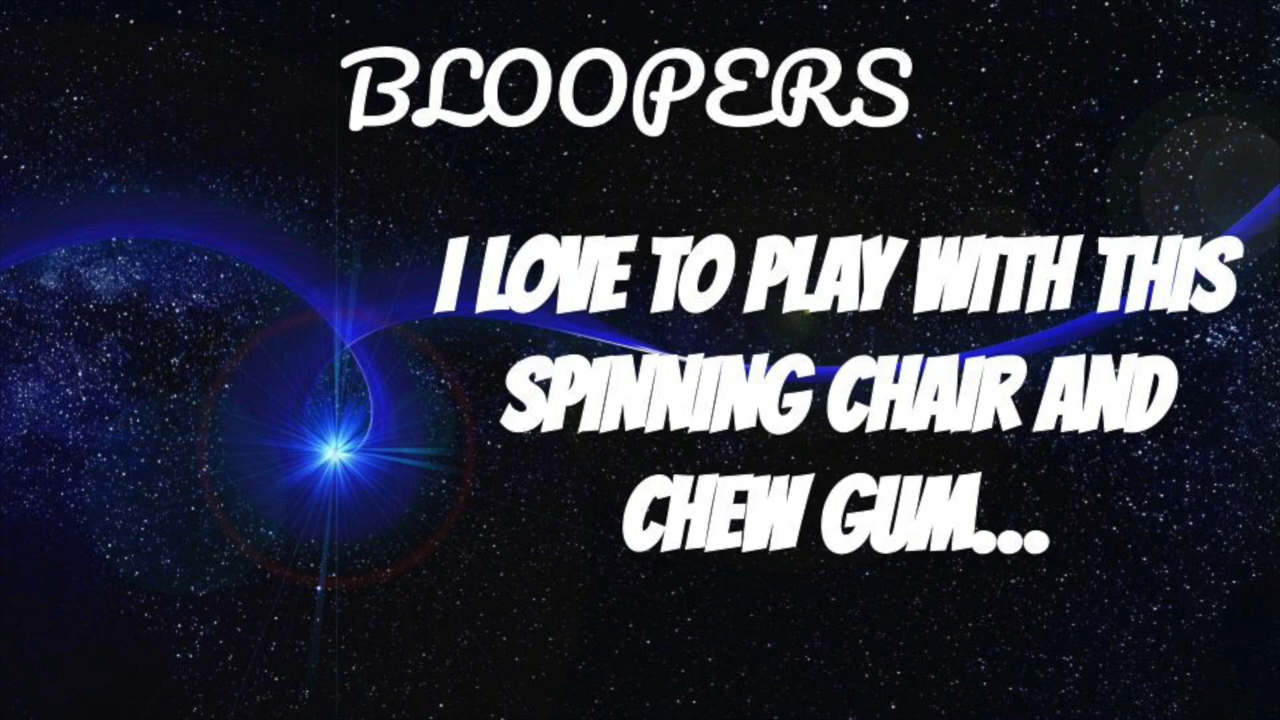 BLOOPERS
I LOVE TO PLAY WITH THIS
SPINNING CHAIR AND
CHEW GUM...